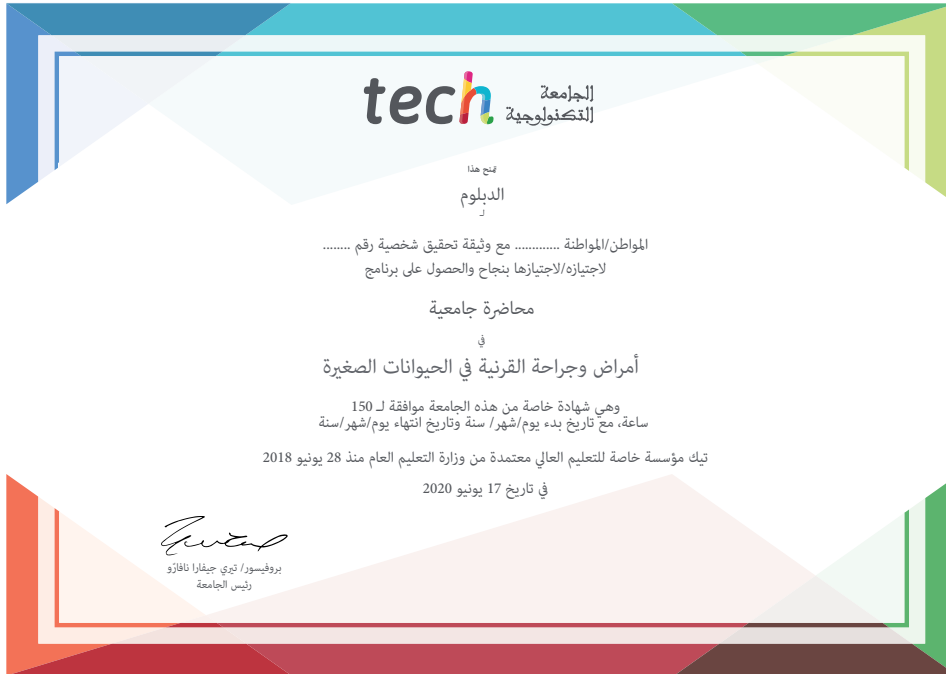 tech الجامعة
التكنولوجية
تمنح هذا
الدبلوم
لـ
المواطن/المواطنة ............. مع وثيقة تحقيق شخصية رقم ........
لاجتيازه/لاجتيازها بنجاح والحصول على برنامج
محاضرة جامعية
في
أمراض وجراحة القرنية في الحيوانات الصغيرة
وهي شهادة خاصة من هذه الجامعة موافقة لـ 150
ساعة، مع تاريخ بدء يوم/شهر/ سنة وتاريخ انتهاء يوم/شهر/سنة
تيك مؤسسة خاصة للتعليم العالي معتمدة من وزارة التعليم العام منذ 28 يونيو 2018
في تاريخ 17 يونيو 2020
بروفيسور/ تيري جيفارا نافارّو
رئيس الجامعة